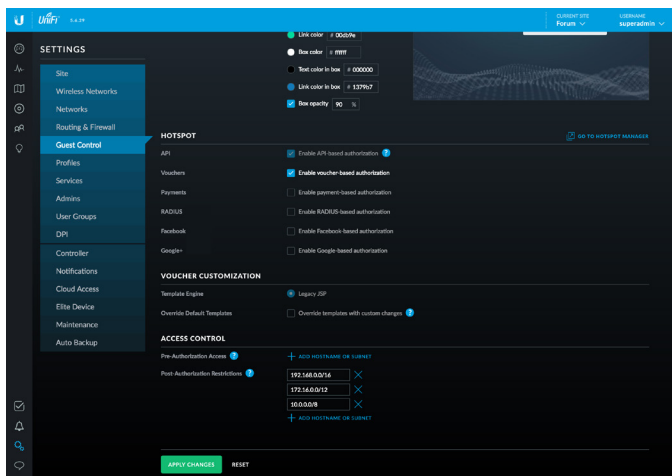 U UniFi 5.6.39
CURRENT SITE
Forum
USERNAME
superadmin
SETTINGS
Site
Wireless Networks
Networks
Routing & Firewall
Guest Control
Profiles
Services
Admins
User Groups
DPI
Controller
Notifications
Cloud Access
Elite Device
Maintenance
Auto Backup
Link color # 00db9e
Box color # ffffff
Text color in box # 000000
Link color in box # 1379b7
Box opacity 90 %
HOTSPOT
GO TO HOTSPOT MANAGER
API Enable API-based authorization ?
Vouchers Enable voucher-based authorization
Payments Enable payment-based authorization
RADIUS Enable RADIUS-based authorization
Facebook Enable Facebook-based authorization
Google+ Enable Google-based authorization
VOUCHER CUSTOMIZATION
Template Engine Legacy JSP
Override Default Templates Override templates with custom changes ?
ACCESS CONTROL
Pre-Authorization Access ? + ADD HOSTNAME OR SUBNET
Post-Authorization Restrictions ? 192.168.0.0/16
172.16.0.0/12
10.0.0.0/8
+ ADD HOSTNAME OR SUBNET
APPLY CHANGES RESET